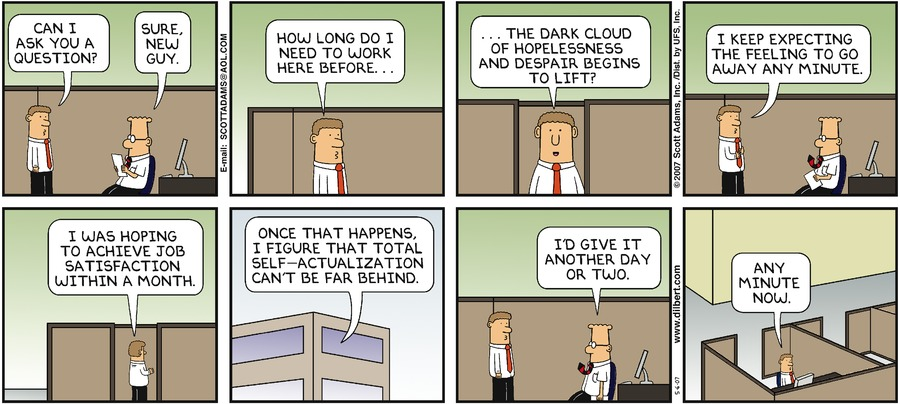 CAN I
ASK YOU A
QUESTION?
SURE,
NEW
GUY.
E-mail: SCOTTADAMS@AOL.COM
HOW LONG DO I
NEED TO WORK
HERE BEFORE...
...THE DARK CLOUD
OF HOPELESSNESS
AND DESPAIR BEGINS
TO LIFT?
© 2007 Scott Adams, Inc./Dist. by UFS, Inc.
I KEEP EXPECTING
THE FEELING TO GO
AWAY ANY MINUTE.
I WAS HOPING
TO ACHIEVE JOB
SATISFACTION
WITHIN A MONTH.
ONCE THAT HAPPENS,
I FIGURE THAT TOTAL
SELF-ACTUALIZATION
CAN'T BE FAR BEHIND.
I'D GIVE IT
ANOTHER DAY
OR TWO.
www.dilbert.com
5-6-07
ANY
MINUTE
NOW.